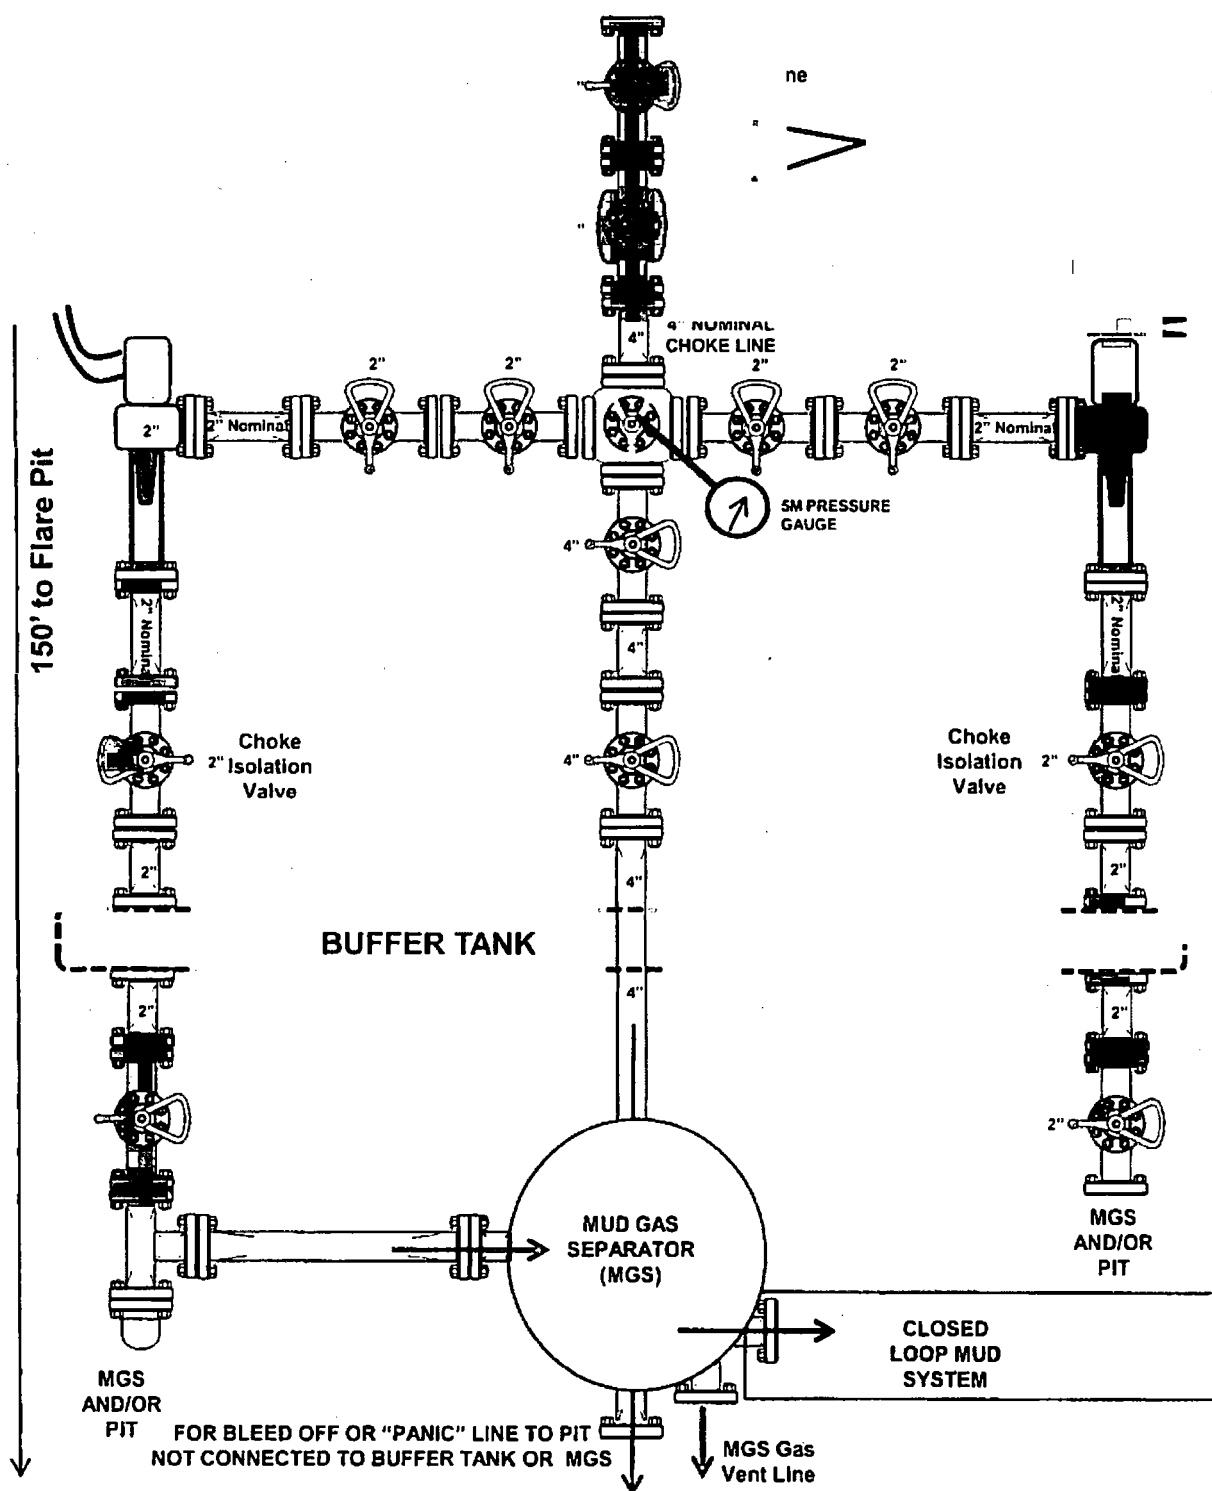 ne
4" NOMINAL
CHOKE LINE
4"
2"
2"
2"
2"
2"
2" Nominal
2" Nominal
5M PRESSURE
GAUGE
150' to Flare Pit
4"
2" Nominal
4"
2" Nominal
2"
Choke
Isolation
Valve
4"
Choke
Isolation
Valve
2"
2"
4"
2"
BUFFER TANK
2"
4"
2"
2"
MUD GAS
SEPARATOR
(MGS)
MGS
AND/OR
PIT
CLOSED
LOOP MUD
SYSTEM
MGS
AND/OR
PIT
FOR BLEED OFF OR “PANIC” LINE TO PIT
NOT CONNECTED TO BUFFER TANK OR MGS
MGS Gas
Vent Line